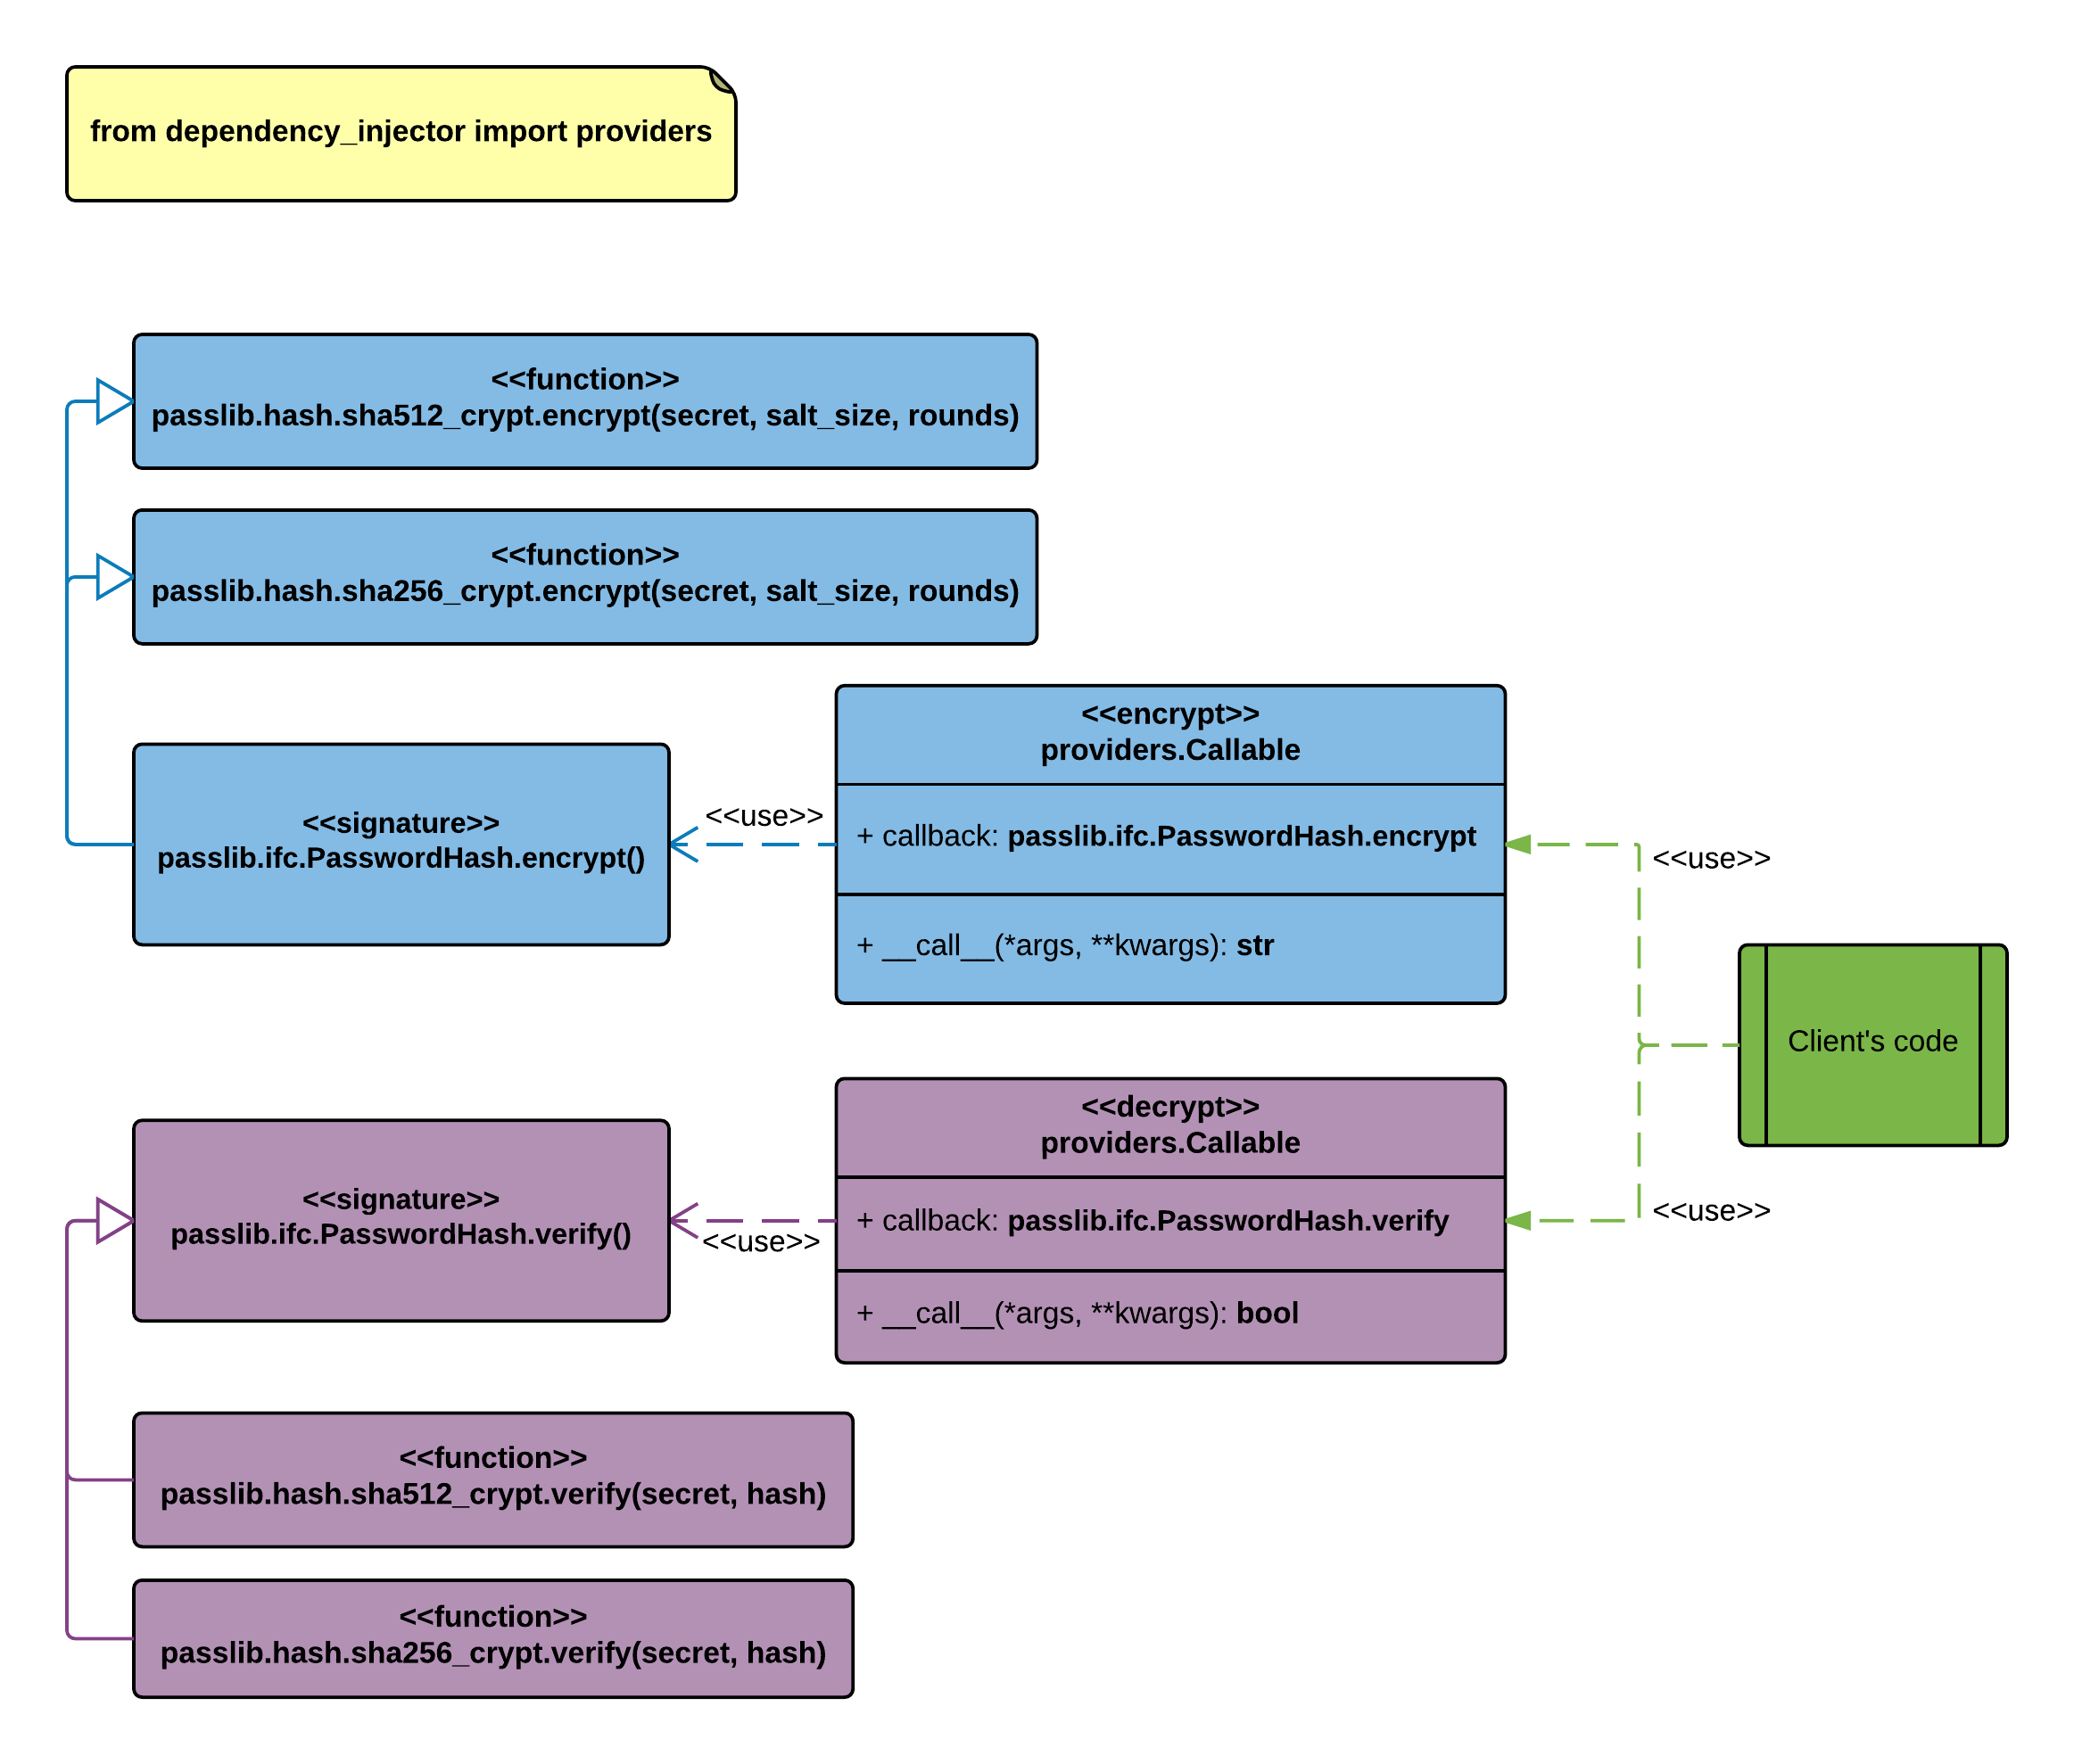 from dependency_injector import providers
<<function>>
passlib.hash.sha512_crypt.encrypt(secret, salt_size, rounds)
<<function>>
passlib.hash.sha256_crypt.encrypt(secret, salt_size, rounds)
<<signature>>
passlib.ifc.PasswordHash.encrypt()
<<use>>
<<encrypt>>
providers.Callable
+ callback: passlib.ifc.PasswordHash.encrypt
+ __call__(*args, **kwargs): str
<<use>>
Client's code
<<signature>>
passlib.ifc.PasswordHash.verify()
<<use>>
<<decrypt>>
providers.Callable
+ callback: passlib.ifc.PasswordHash.verify
+ __call__(*args, **kwargs): bool
<<use>>
<<function>>
passlib.hash.sha512_crypt.verify(secret, hash)
<<function>>
passlib.hash.sha256_crypt.verify(secret, hash)